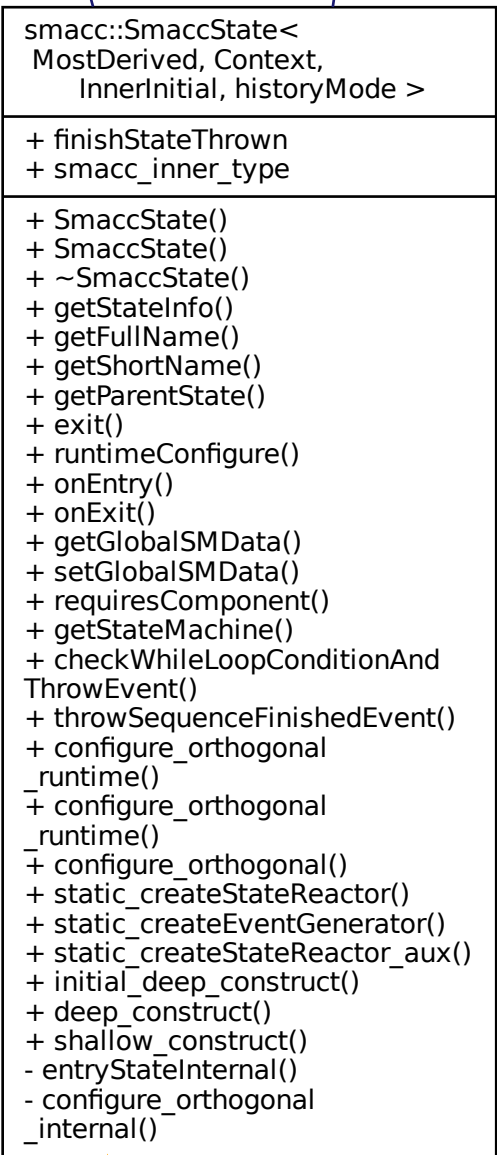 smacc::SmaccState<
MostDerived, Context,
InnerInitial, historyMode >
+ finishStateThrown
+ smacc_inner_type
+ SmaccState()
+ SmaccState()
+ ~SmaccState()
+ getStateInfo()
+ getFullName()
+ getShortName()
+ getParentState()
+ exit()
+ runtimeConfigure()
+ onEntry()
+ onExit()
+ getGlobalSMData()
+ setGlobalSMData()
+ requiresComponent()
+ getStateMachine()
+ checkWhileLoopConditionAnd
ThrowEvent()
+ throwSequenceFinishedEvent()
+ configure_orthogonal
_runtime()
+ configure_orthogonal
_runtime()
+ configure_orthogonal()
+ static_createStateReactor()
+ static_createEventGenerator()
+ static_createStateReactor_aux()
+ initial_deep_construct()
+ deep_construct()
+ shallow_construct()
- entryStateInternal()
- configure_orthogonal
_internal()